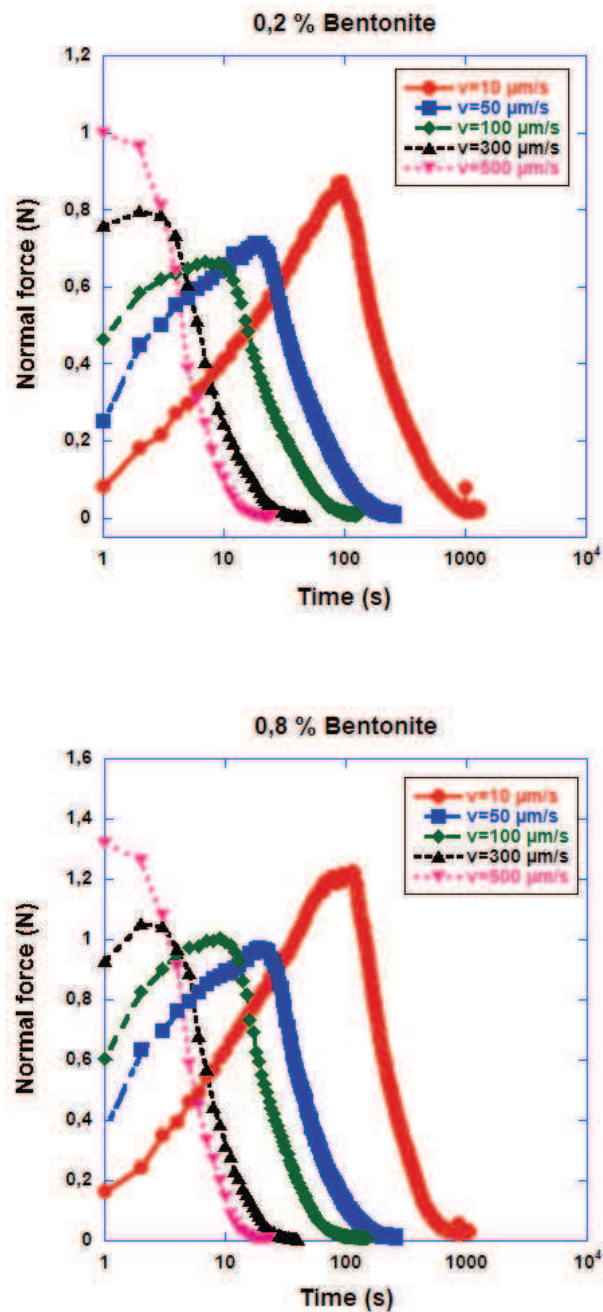 0,2 % Bentonite
1,2
1
0,8
0,6
0,4
0,2
0
Normal force (N)
v=10 µm/s
v=50 µm/s
v=100 µm/s
v=300 µm/s
v=500 µm/s
1 10 100 1000 10⁴
Time (s)
0,8 % Bentonite
1,6
1,4
1,2
1
0,8
0,6
0,4
0,2
0
Normal force (N)
v=10 µm/s
v=50 µm/s
v=100 µm/s
v=300 µm/s
v=500 µm/s
1 10 100 1000 10⁴
Time (s)